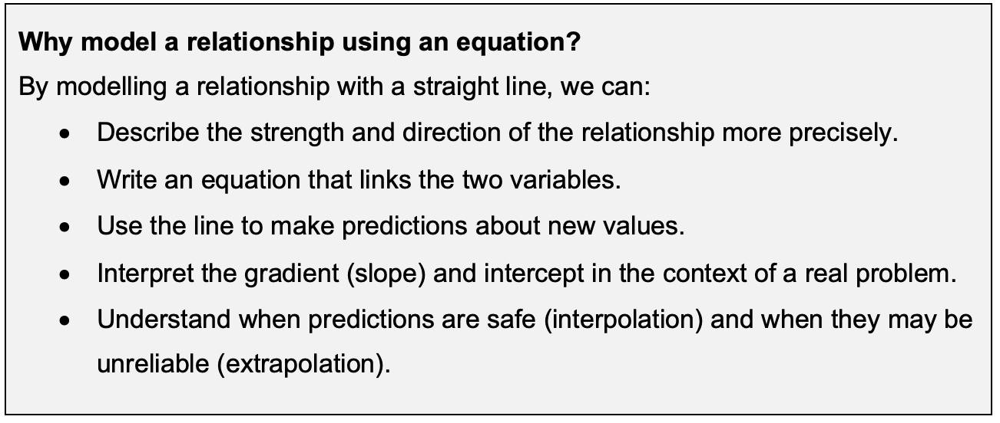 Why model a relationship using an equation?
By modelling a relationship with a straight line, we can:
• Describe the strength and direction of the relationship more precisely.
• Write an equation that links the two variables.
• Use the line to make predictions about new values.
• Interpret the gradient (slope) and intercept in the context of a real problem.
• Understand when predictions are safe (interpolation) and when they may be
unreliable (extrapolation).